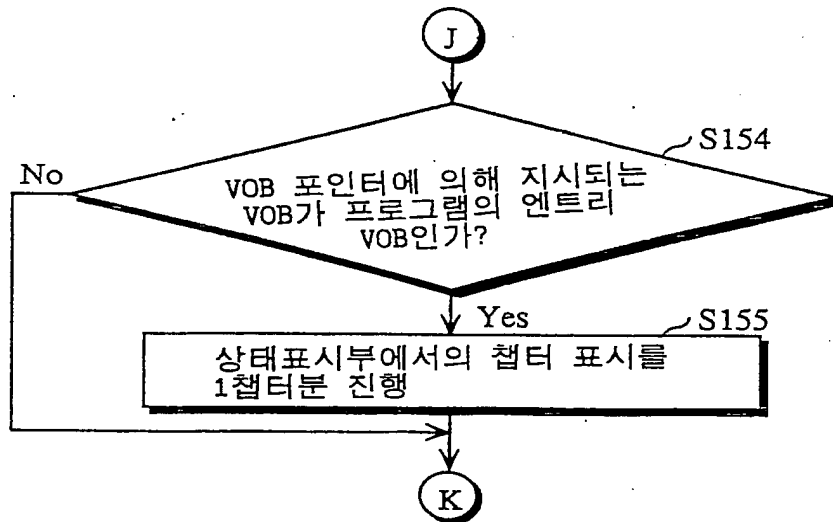 J
S154
No
VOB 포인터에 의해 지시되는
VOB가 프로그램의 엔트리
VOB인가?
Yes
S155
상태표시부에서의 챕터 표시를
1챕터분 진행
K